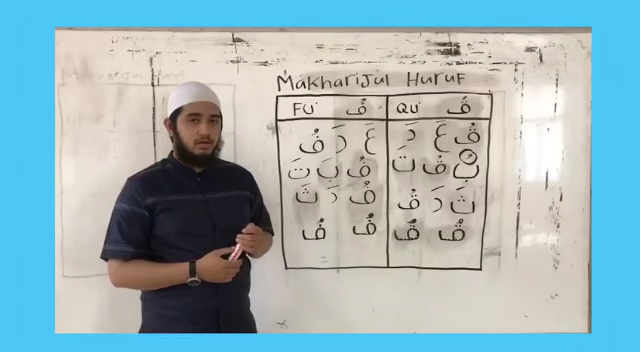 Makharijul Huruf
FU' فُ QU' قُ
قُ عَ دَ عَ دَ فُ
قُ تَ فُ بَ تَ
ثَ دَ قُ فُ دَ ثَ
قُ قُ فُ فُ